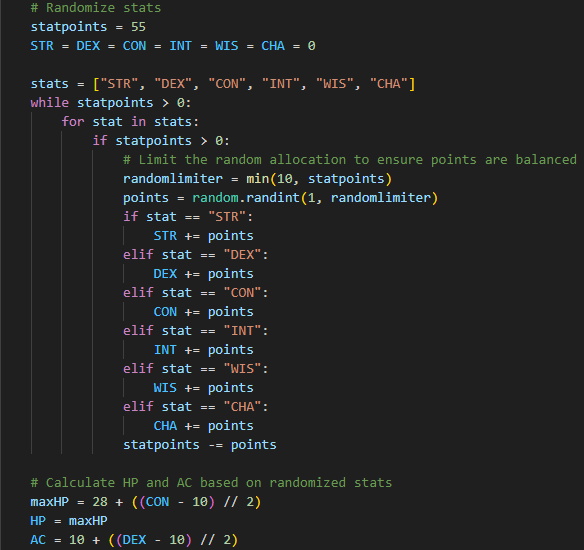 # Randomize stats
statpoints = 55
STR = DEX = CON = INT = WIS = CHA = 0
stats = ["STR", "DEX", "CON", "INT", "WIS", "CHA"]
while statpoints > 0:
for stat in stats:
if statpoints > 0:
# Limit the random allocation to ensure points are balanced
randomlimiter = min(10, statpoints)
points = random.randint(1, randomlimiter)
if stat == "STR":
STR += points
elif stat == "DEX":
DEX += points
elif stat == "CON":
CON += points
elif stat == "INT":
INT += points
elif stat == "WIS":
WIS += points
elif stat == "CHA":
CHA += points
statpoints -= points
# Calculate HP and AC based on randomized stats
maxHP = 28 + ((CON - 10) // 2)
HP = maxHP
AC = 10 + ((DEX - 10) // 2)